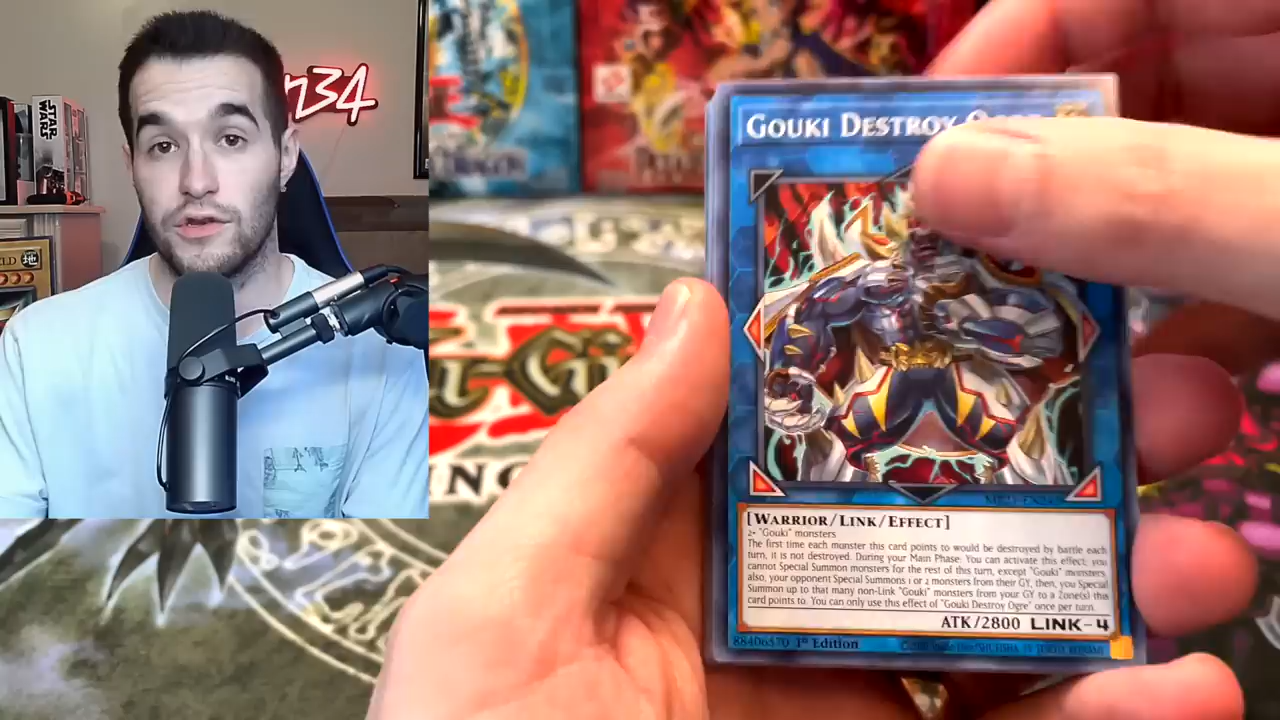 34
STAR
WARS
地
GOUKI DESTROY
[WARRIOR/LINK/EFFECT]
2+ "Gouki" monsters
The first time each monster this card points to would be destroyed by battle each
turn, it is not destroyed. During your Main Phase: You can activate this effect; you
cannot Special Summon monsters for the rest of this turn, except "Gouki" monsters,
also, your opponent Special Summons 1 or 2 monsters from their GY, then, you Special
Summon up to that many non-Link "Gouki" monsters from your GY to a Zone(s) this
card points to. You can only use this effect of "Gouki Destroy Ogre" once per turn.
ATK/2800 LINK-4
88406570 1st Edition